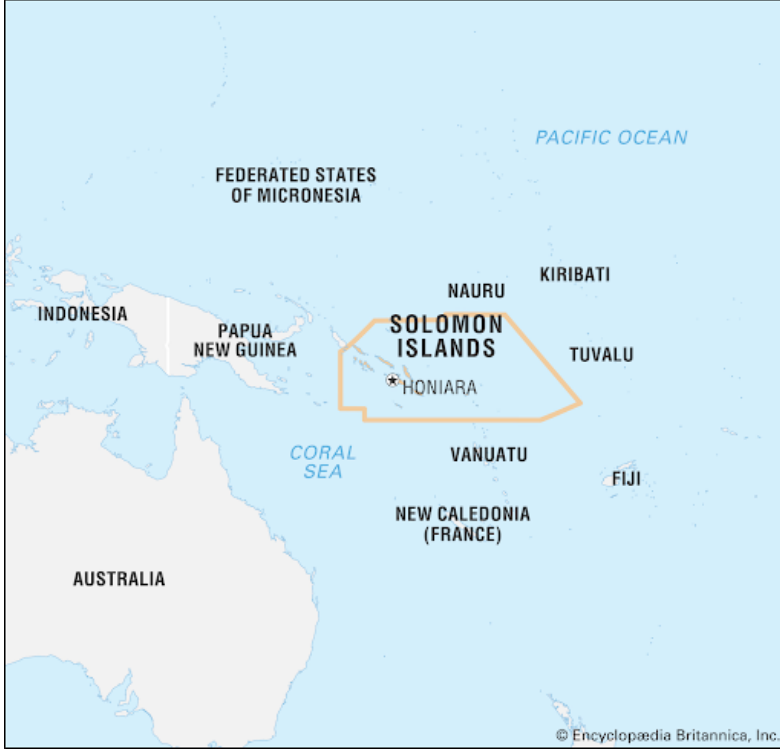 PACIFIC OCEAN
FEDERATED STATES
OF MICRONESIA
KIRIBATI
NAURU
INDONESIA
SOLOMON
ISLANDS
PAPUA
NEW GUINEA
TUVALU
HONIARA
CORAL
SEA
VANUATU
FIJI
NEW CALEDONIA
(FRANCE)
AUSTRALIA
© Encyclopædia Britannica, Inc.